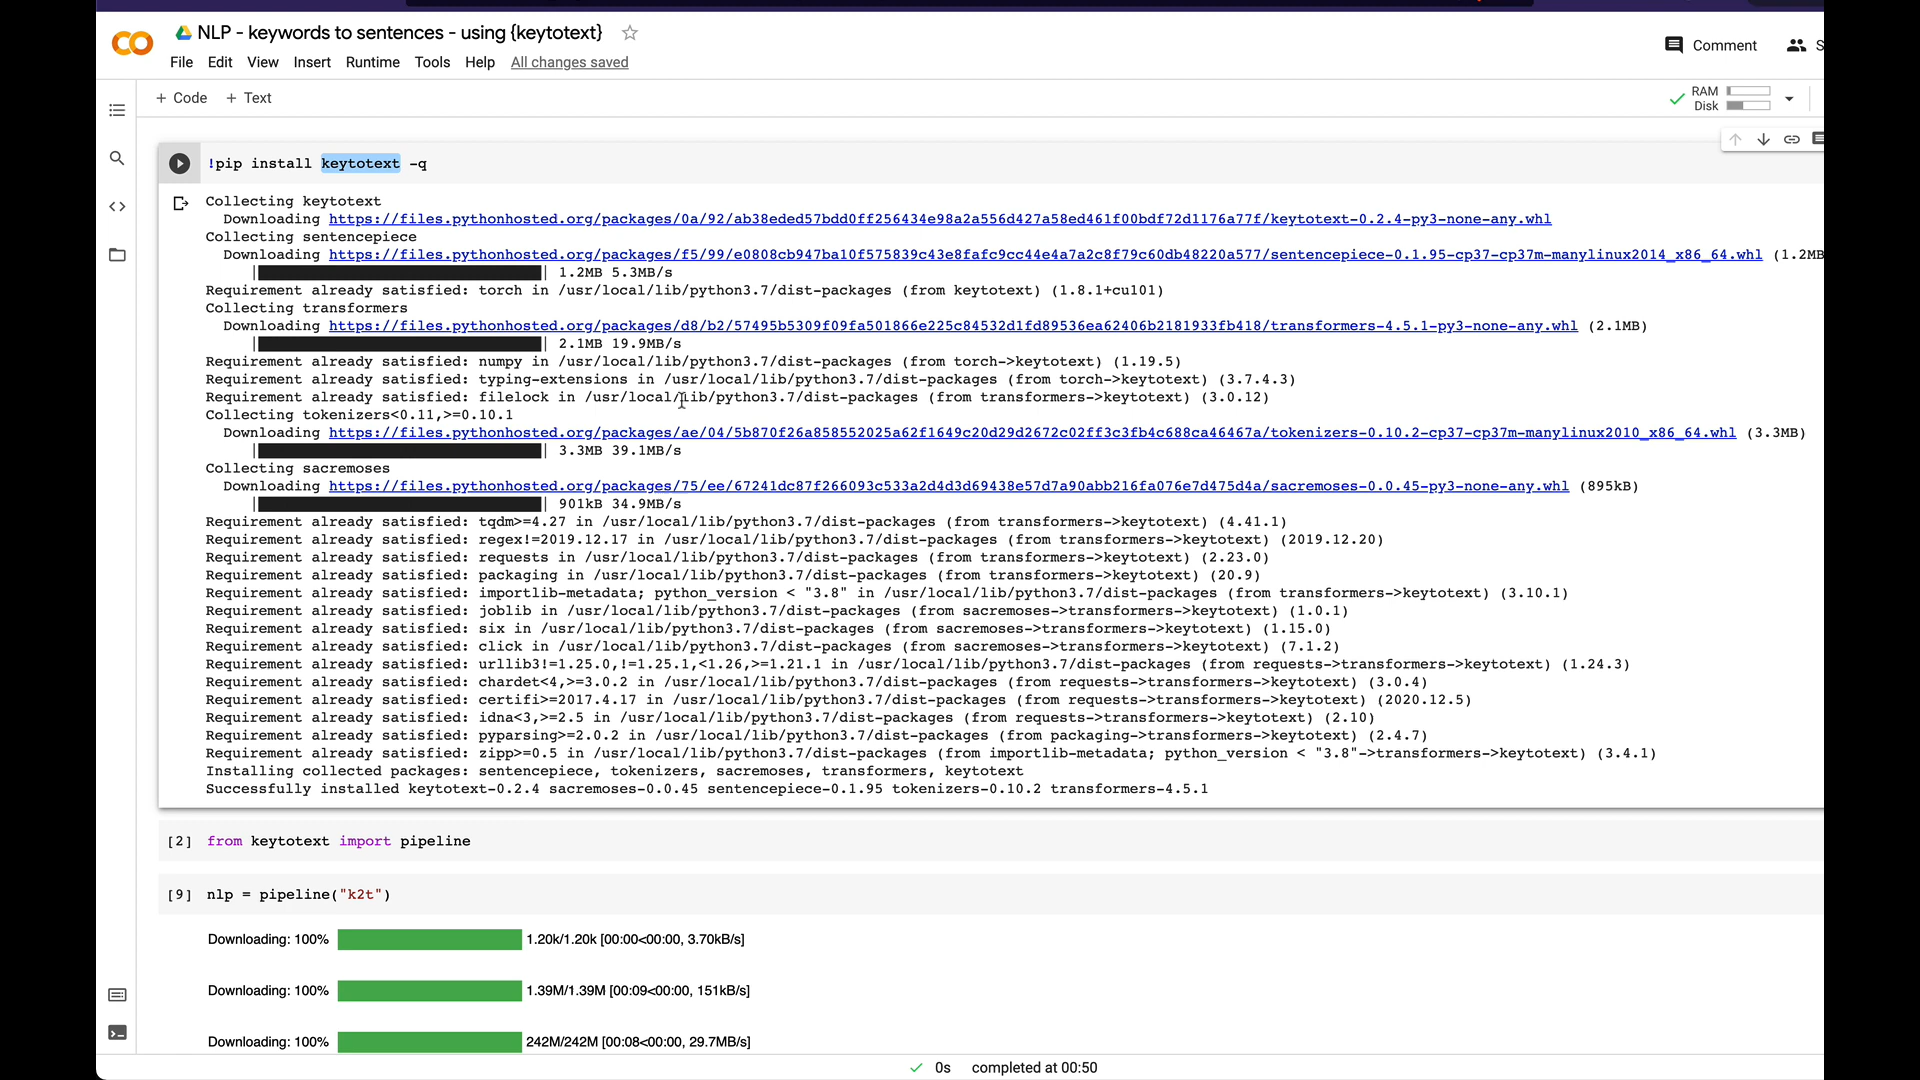 NLP - keywords to sentences - using {keytotext}
File Edit View Insert Runtime Tools Help All changes saved
Comment
+ Code + Text
RAM
Disk
!pip install keytotext -q
Collecting keytotext
Downloading https://files.pythonhosted.org/packages/0a/92/ab38eded57bdd0ff256434e98a2a556d427a58ed461f00bdf72d1176a77f/keytotext-0.2.4-py3-none-any.whl
Collecting sentencepiece
Downloading https://files.pythonhosted.org/packages/f5/99/e0808cb947ba10f575839c43e8fafc9cc44e4a7a2c8f79c60db48220a577/sentencepiece-0.1.95-cp37-cp37m-manylinux2014_x86_64.whl (1.2MB
1.2MB 5.3MB/s
Requirement already satisfied: torch in /usr/local/lib/python3.7/dist-packages (from keytotext) (1.8.1+cu101)
Collecting transformers
Downloading https://files.pythonhosted.org/packages/d8/b2/57495b5309f09fa501866e225c84532d1fd89536ea62406b2181933fb418/transformers-4.5.1-py3-none-any.whl (2.1MB)
2.1MB 19.9MB/s
Requirement already satisfied: numpy in /usr/local/lib/python3.7/dist-packages (from torch->keytotext) (1.19.5)
Requirement already satisfied: typing-extensions in /usr/local/lib/python3.7/dist-packages (from torch->keytotext) (3.7.4.3)
Requirement already satisfied: filelock in /usr/local/lib/python3.7/dist-packages (from transformers->keytotext) (3.0.12)
Collecting tokenizers<0.11,>=0.10.1
Downloading https://files.pythonhosted.org/packages/ae/04/5b870f26a858552025a62f1649c20d29d2672c02ff3c3fb4c688ca46467a/tokenizers-0.10.2-cp37-cp37m-manylinux2010_x86_64.whl (3.3MB)
3.3MB 39.1MB/s
Collecting sacremoses
Downloading https://files.pythonhosted.org/packages/75/ee/67241dc87f266093c533a2d4d3d69438e57d7a90abb216fa076e7d475d4a/sacremoses-0.0.45-py3-none-any.whl (895kB)
901kB 34.9MB/s
Requirement already satisfied: tqdm>=4.27 in /usr/local/lib/python3.7/dist-packages (from transformers->keytotext) (4.41.1)
Requirement already satisfied: regex!=2019.12.17 in /usr/local/lib/python3.7/dist-packages (from transformers->keytotext) (2019.12.20)
Requirement already satisfied: requests in /usr/local/lib/python3.7/dist-packages (from transformers->keytotext) (2.23.0)
Requirement already satisfied: packaging in /usr/local/lib/python3.7/dist-packages (from transformers->keytotext) (20.9)
Requirement already satisfied: importlib-metadata; python_version < "3.8" in /usr/local/lib/python3.7/dist-packages (from transformers->keytotext) (3.10.1)
Requirement already satisfied: joblib in /usr/local/lib/python3.7/dist-packages (from sacremoses->transformers->keytotext) (1.0.1)
Requirement already satisfied: six in /usr/local/lib/python3.7/dist-packages (from sacremoses->transformers->keytotext) (1.15.0)
Requirement already satisfied: click in /usr/local/lib/python3.7/dist-packages (from sacremoses->transformers->keytotext) (7.1.2)
Requirement already satisfied: urllib3!=1.25.0,!=1.25.1,<1.26,>=1.21.1 in /usr/local/lib/python3.7/dist-packages (from requests->transformers->keytotext) (1.24.3)
Requirement already satisfied: chardet<4,>=3.0.2 in /usr/local/lib/python3.7/dist-packages (from requests->transformers->keytotext) (3.0.4)
Requirement already satisfied: certifi>=2017.4.17 in /usr/local/lib/python3.7/dist-packages (from requests->transformers->keytotext) (2020.12.5)
Requirement already satisfied: idna<3,>=2.5 in /usr/local/lib/python3.7/dist-packages (from requests->transformers->keytotext) (2.10)
Requirement already satisfied: pyparsing>=2.0.2 in /usr/local/lib/python3.7/dist-packages (from packaging->transformers->keytotext) (2.4.7)
Requirement already satisfied: zipp>=0.5 in /usr/local/lib/python3.7/dist-packages (from importlib-metadata; python_version < "3.8"->transformers->keytotext) (3.4.1)
Installing collected packages: sentencepiece, tokenizers, sacremoses, transformers, keytotext
Successfully installed keytotext-0.2.4 sacremoses-0.0.45 sentencepiece-0.1.95 tokenizers-0.10.2 transformers-4.5.1
[2] from keytotext import pipeline
[9] nlp = pipeline("k2t")
Downloading: 100% 1.20k/1.20k [00:00<00:00, 3.70kB/s]
Downloading: 100% 1.39M/1.39M [00:09<00:00, 151kB/s]
Downloading: 100% 242M/242M [00:08<00:00, 29.7MB/s]
0s completed at 00:50